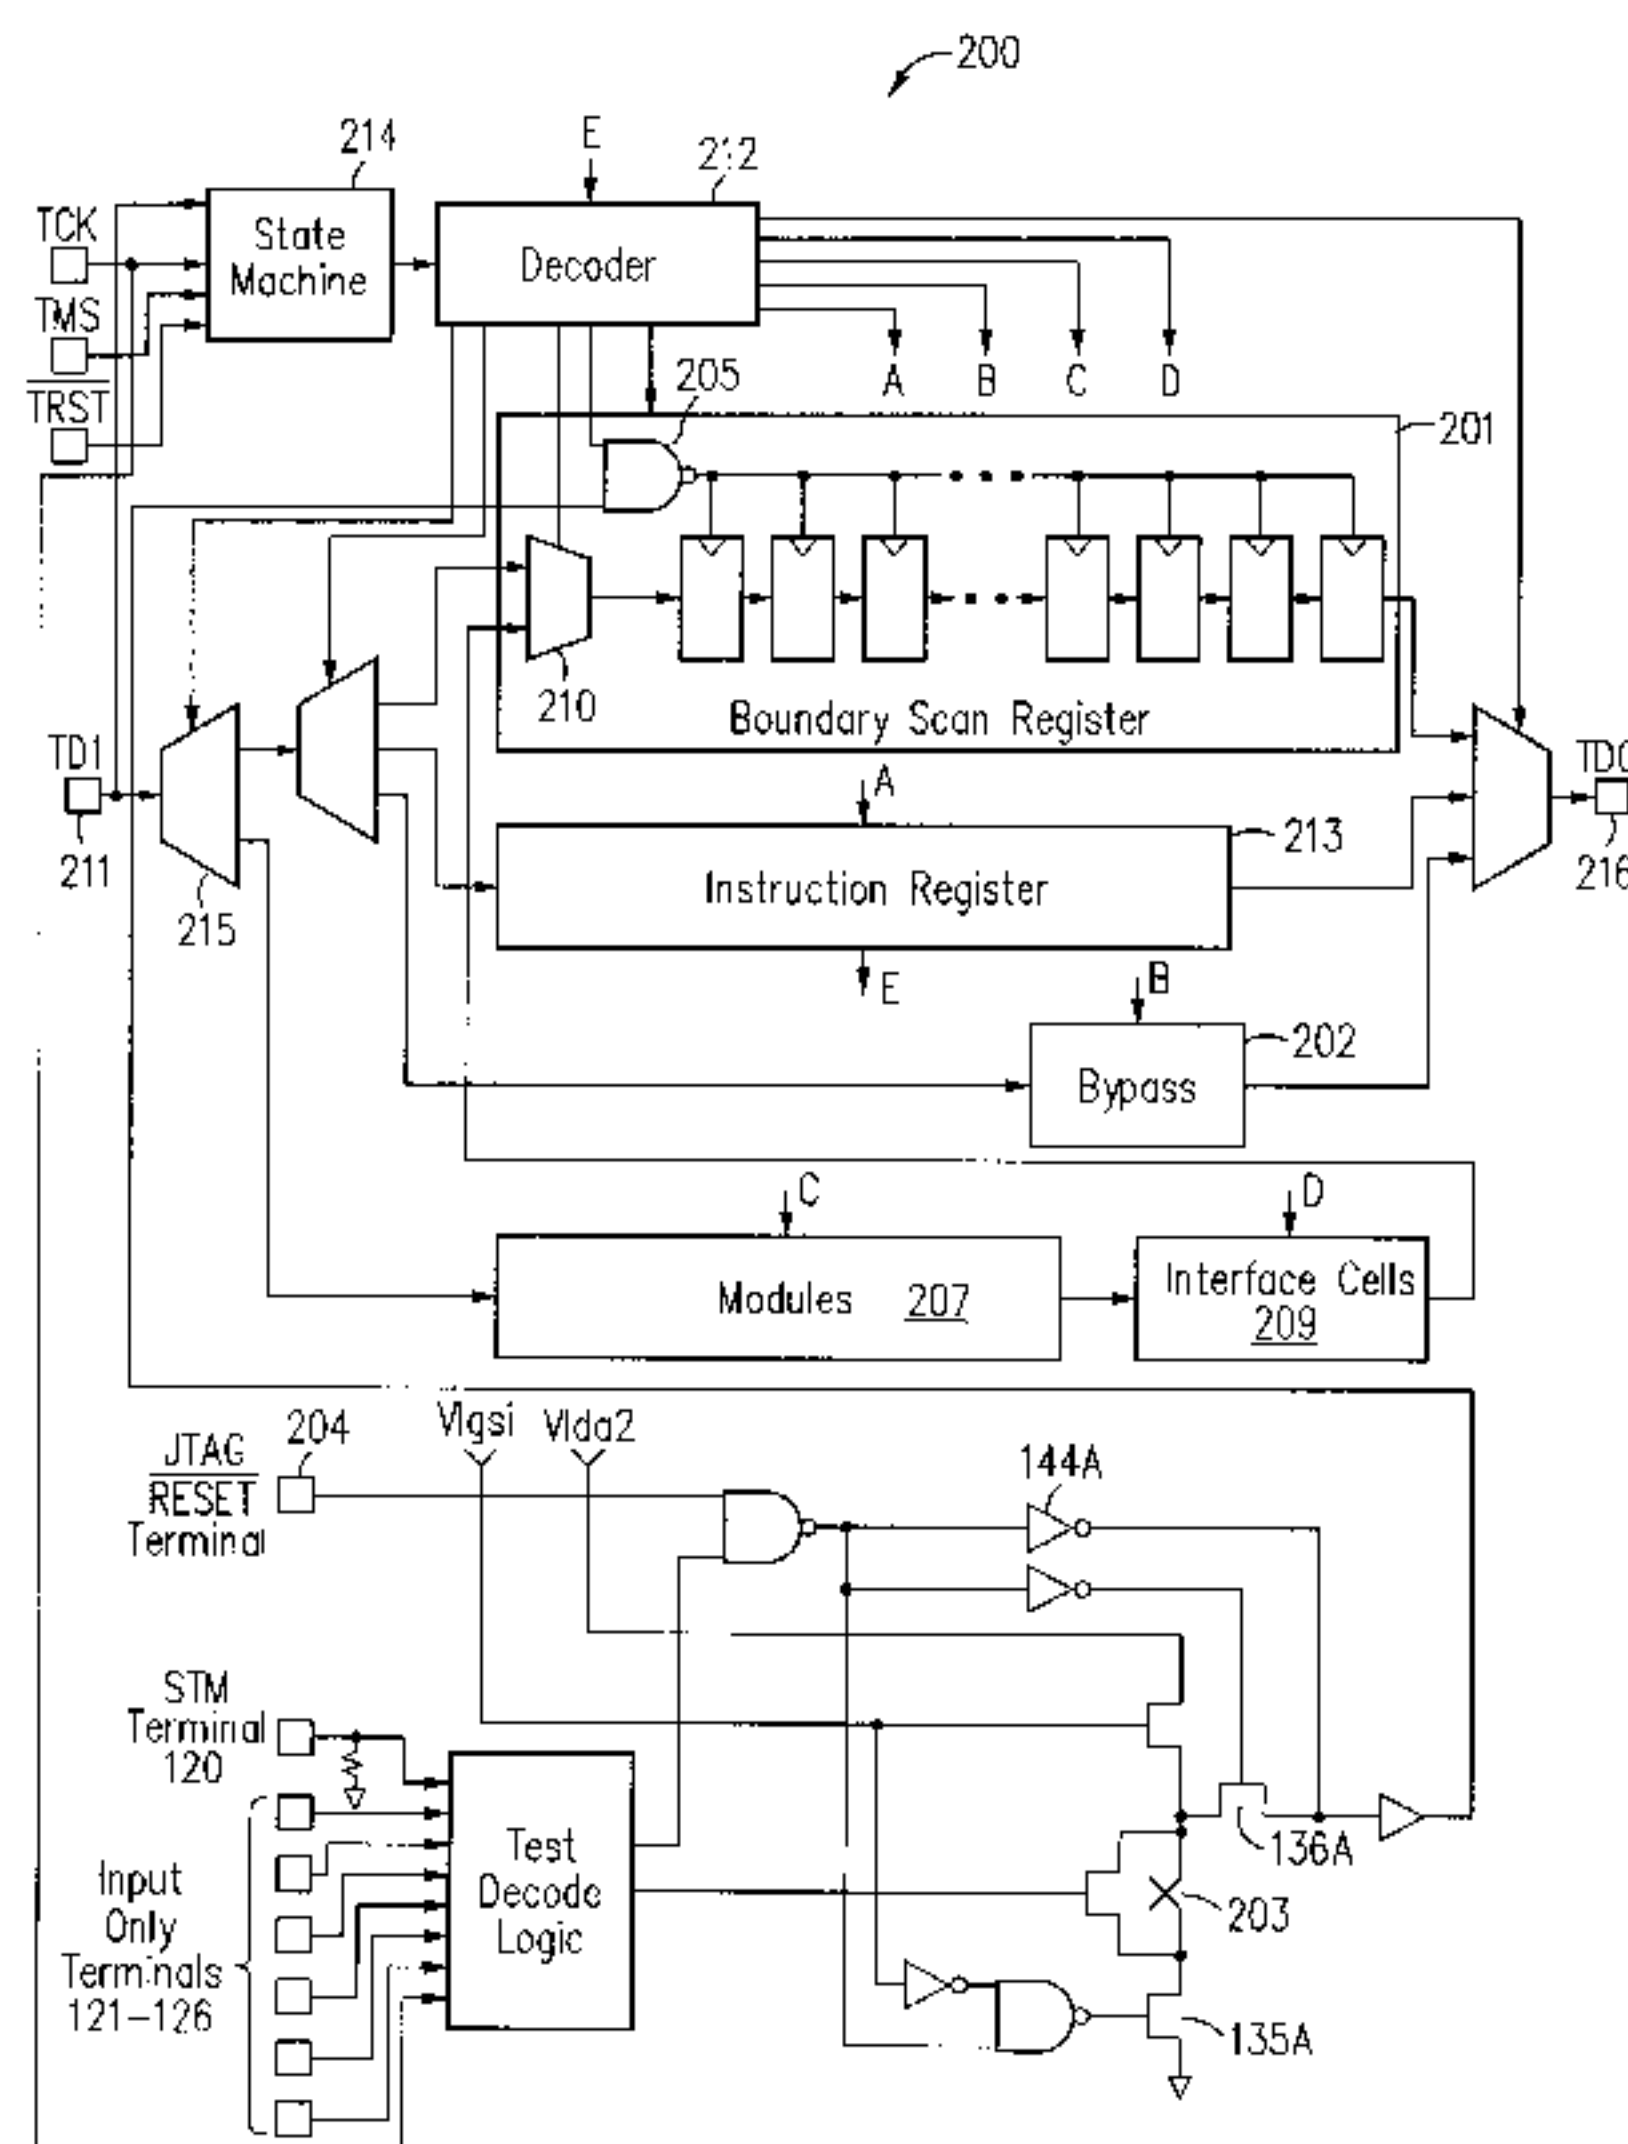 200
214
E
212
TCK
State
Machine
Decoder
TMS
TRST
A
B
C
D
205
201
210
Boundary Scan Register
TD1
211
215
A
213
Instruction Register
E
B
202
Bypass
216
C
D
Modules 207
Interface Cells
209
204
Vlgsi
Vlda2
JTAG
RESET
Terminal
144A
STM
Terminal
120
136A
Input
Only
Terminals
121-126
Test
Decode
Logic
203
135A